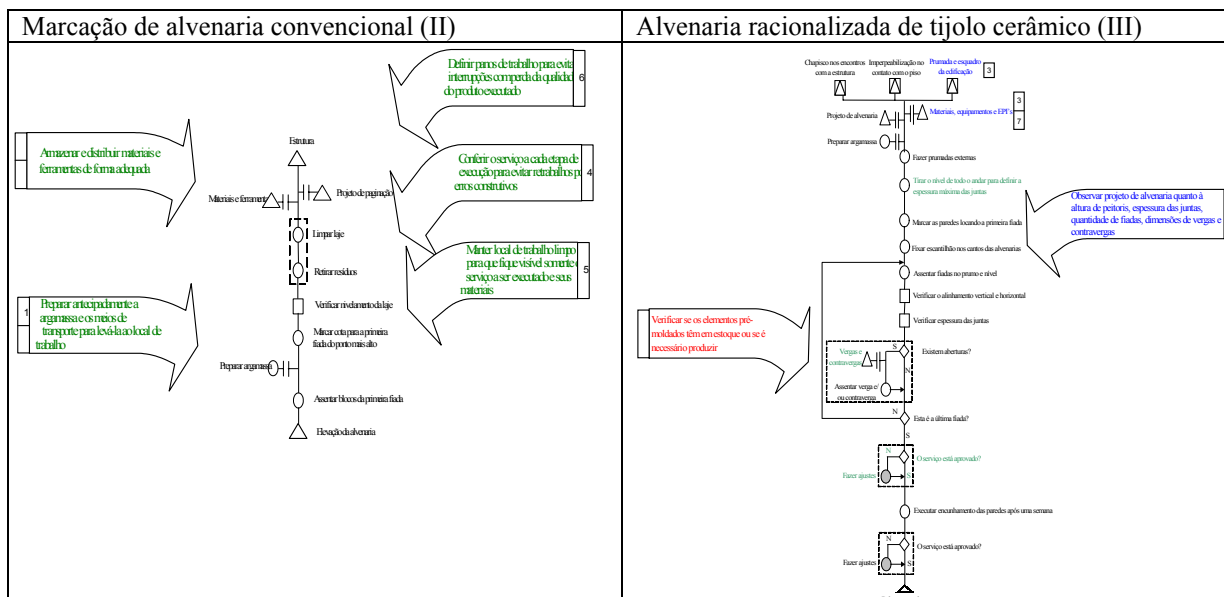 Marcação de alvenaria convencional (II)
Definir panos de trabalho para evita
interrupções com perda da qualidad
do produto executado
6
Armazenar e distribuir materiais e
ferramentas de forma adequada
Estrutura
Conferir o serviço a cada etapa de
execução para evitar retrabalhos po
erros construtivos
4
Materiais e ferramenta
Projeto de paginação
Limpar laje
Retirar resíduos
Manter local de trabalho limpo
para que fique visível somente o
serviço a ser executado e seus
materiais
5
1
Preparar antecipadamente a
argamassa e os meios de
transporte para levá-la ao local de
trabalho
Verificar nivelamento da laje
Marcar cota para a primeira
fiada do ponto mais alto
Preparar argamassa
Assentar blocos da primeira fiada
Elevação da alvenaria
Alvenaria racionalizada de tijolo cerâmico (III)
Chapisco nos encontros
com a estrutura
Imperpeabilização no
contato com o piso
Prumada e esquadro
da edificação
3
Projeto de alvenaria
Materiais, equipamentos e EPI's
3
7
Preparar argamassa
Fazer prumadas externas
Tirar o nível de todo o andar para definir a
espessura máxima das juntas
Marcar as paredes locando a primeira fiada
Fixar escantilhão nos cantos das alvenarias
Observar projeto de alvenaria quanto à
altura de peitoris, espessura das juntas,
quantidade de fiadas, dimensões de vergas e
contravergas
Assentar fiadas no prumo e nível
Verificar o alinhamento vertical e horizontal
Verificar espessura das juntas
Verificar se os elementos pré-
moldados têm em estoque ou se é
necessário produzir
S
Existem aberturas?
Vergas e
contravergas
N
Assentar verga e/
ou contraverga
N
Esta é a última fiada?
S
N
O serviço está aprovado?
Fazer ajustes
S
Executar encunhamento das paredes após uma semana
N
O serviço está aprovado?
Fazer ajustes
S